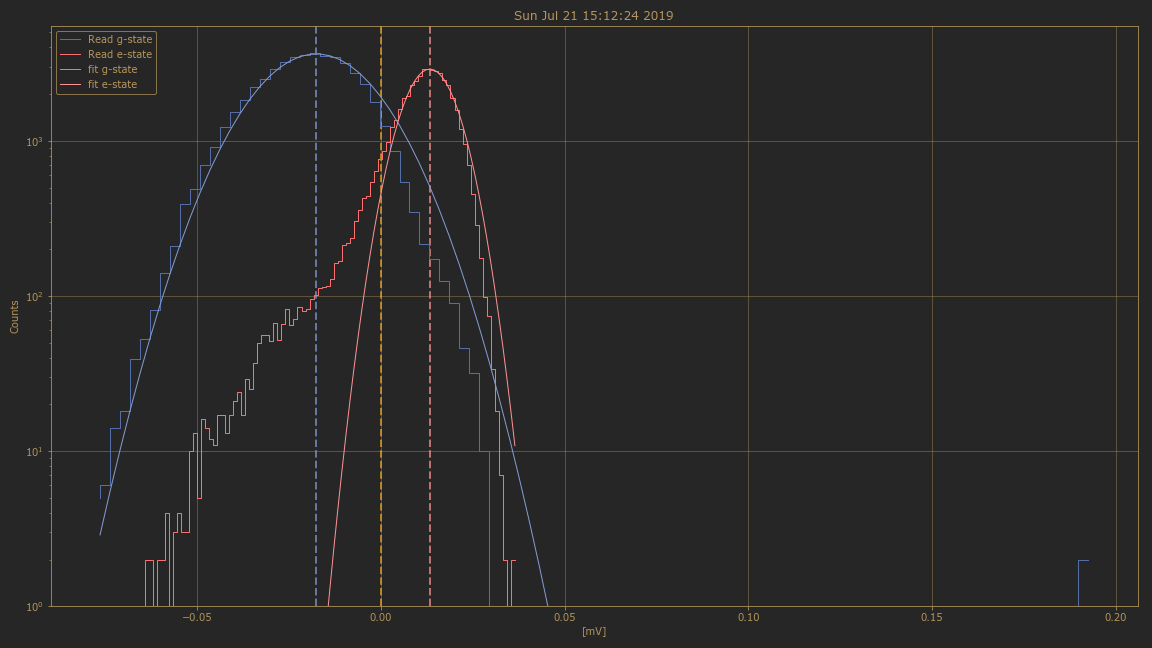 Sun Jul 21 15:12:24 2019
Read g-state
Read e-state
fit g-state
fit e-state
10³
10²
10¹
10⁰
Counts
−0.05
0.00
0.05
0.10
0.15
0.20
[mV]